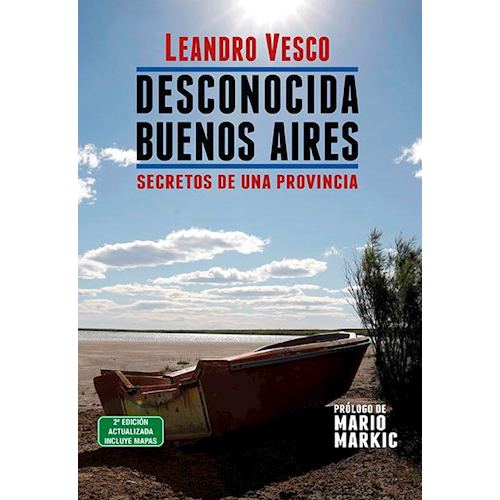 LEANDRO VESCO
DESCONOCIDA
BUENOS AIRES
SECRETOS DE UNA PROVINCIA
2ª EDICIÓN
ACTUALIZADA
INCLUYE MAPAS
PRÓLOGO DE
MARIO
MARKIC